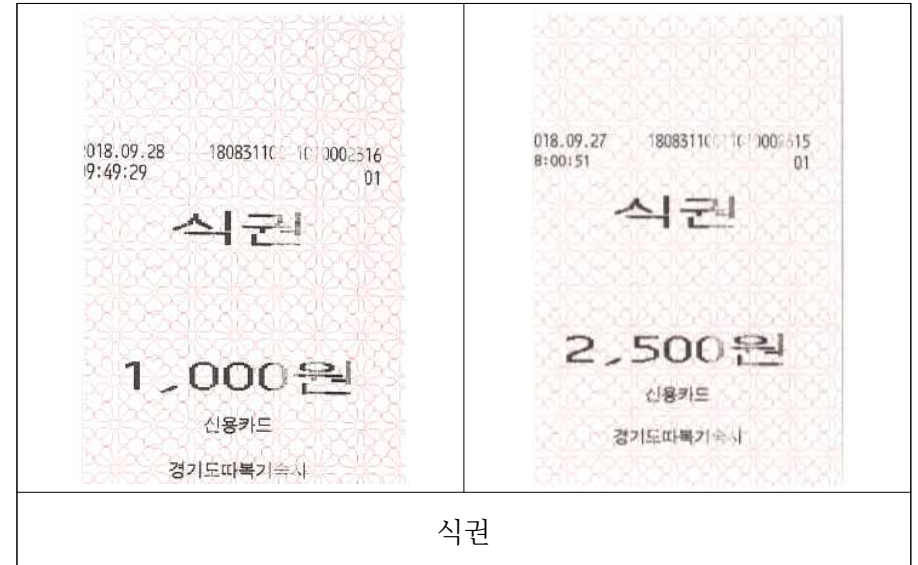 018.09.28
09:49:29
01
식권
1,000원
신용카드
경기도따복기숙사
018.09.27
8:00:51
01
식권
2,500원
신용카드
경기도따복기숙사
식권